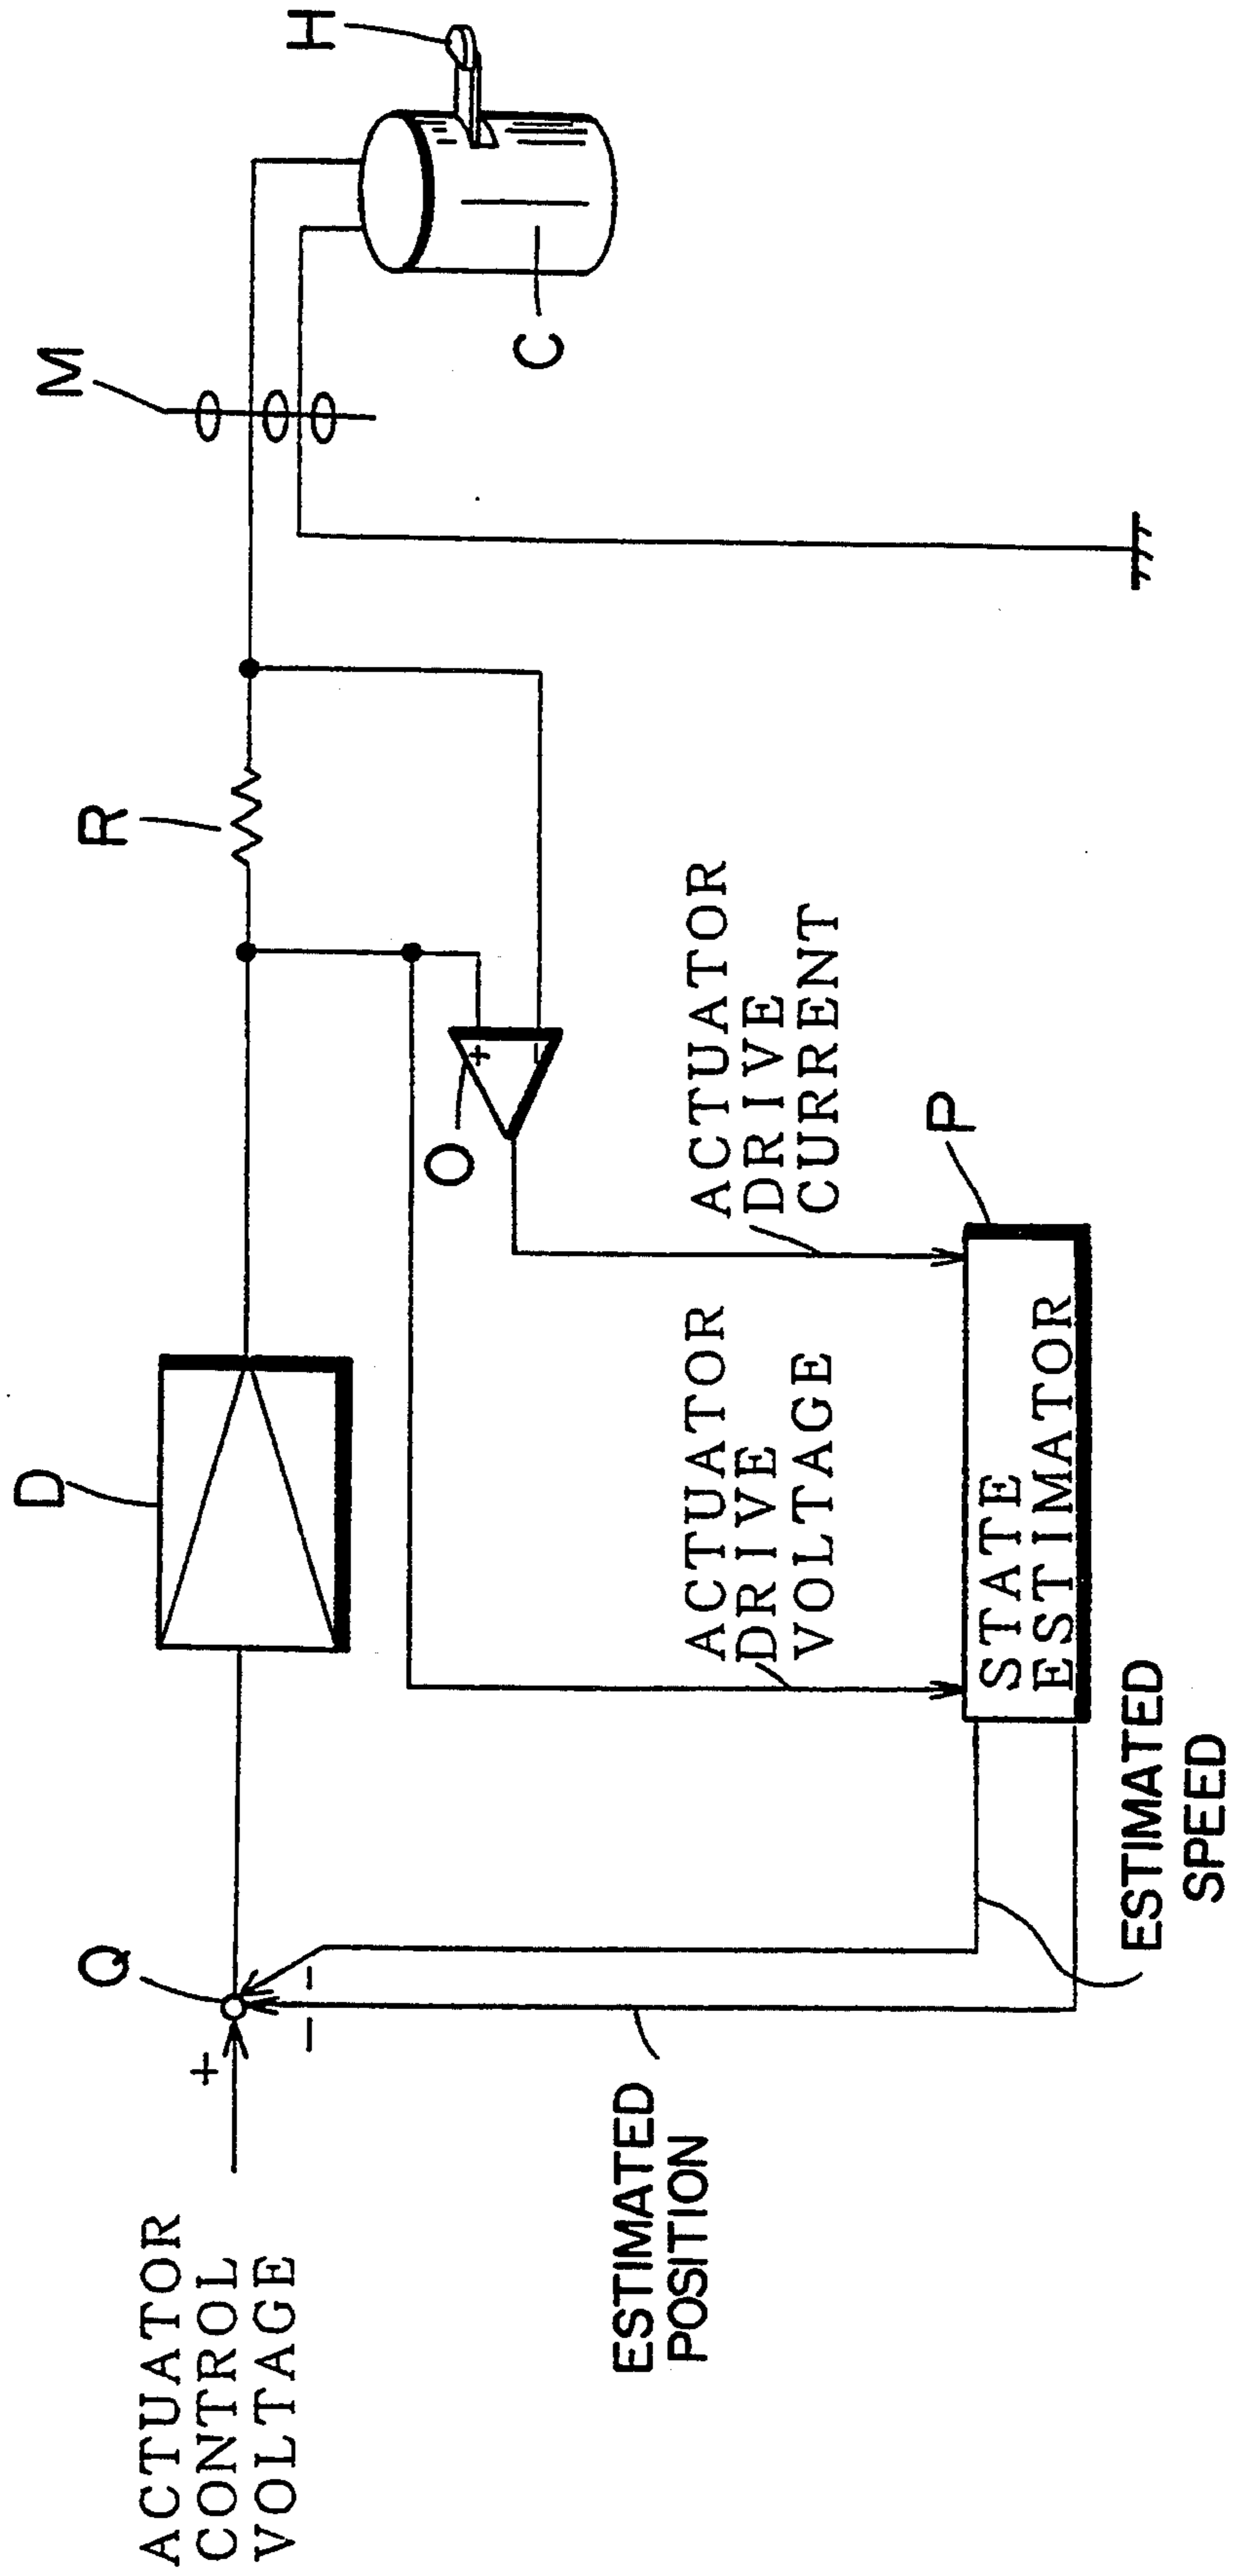 ACTUATOR
CONTROL
VOLTAGE
+
Q
-
-
D
R
M
H
C
O
+
-
ACTUATOR
DRIVE
VOLTAGE
ACTUATOR
DRIVE
CURRENT
P
STATE
ESTIMATOR
ESTIMATED
POSITION
ESTIMATED
SPEED